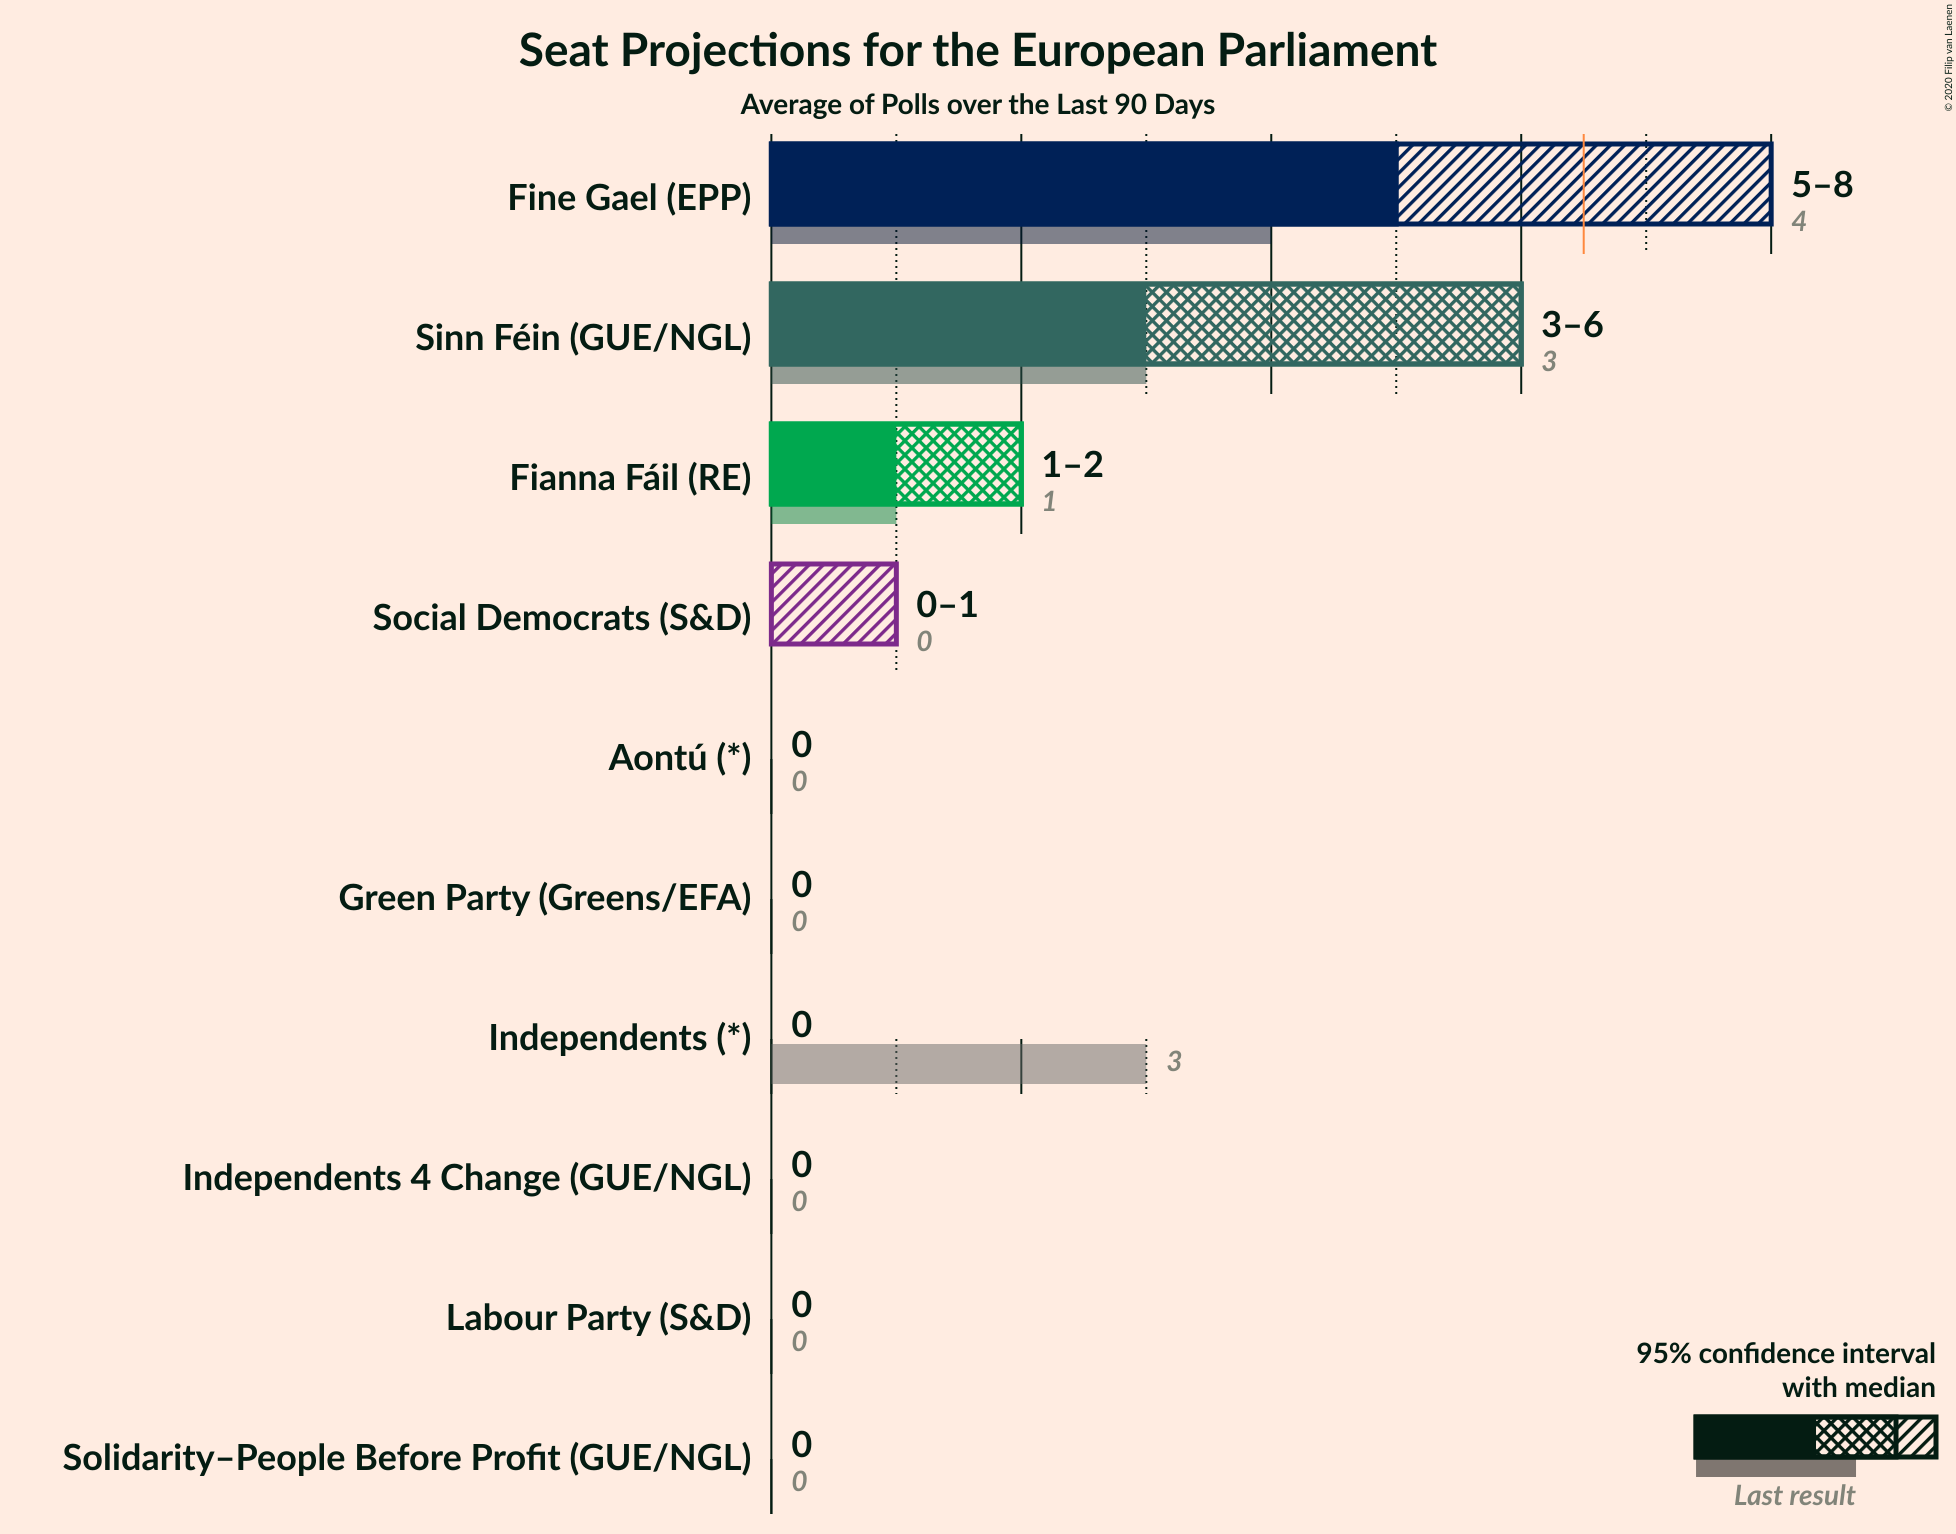 Seat Projections for the European Parliament
Average of Polls over the Last 90 Days
© 2020 Filip van Laenen
Fine Gael (EPP)
5–8
4
Sinn Féin (GUE/NGL)
3–6
3
Fianna Fáil (RE)
1–2
1
Social Democrats (S&D)
0–1
0
Aontú (*)
0
0
Green Party (Greens/EFA)
0
0
Independents (*)
0
3
Independents 4 Change (GUE/NGL)
0
0
Labour Party (S&D)
0
0
Solidarity–People Before Profit (GUE/NGL)
0
0
95% confidence interval
with median
Last result